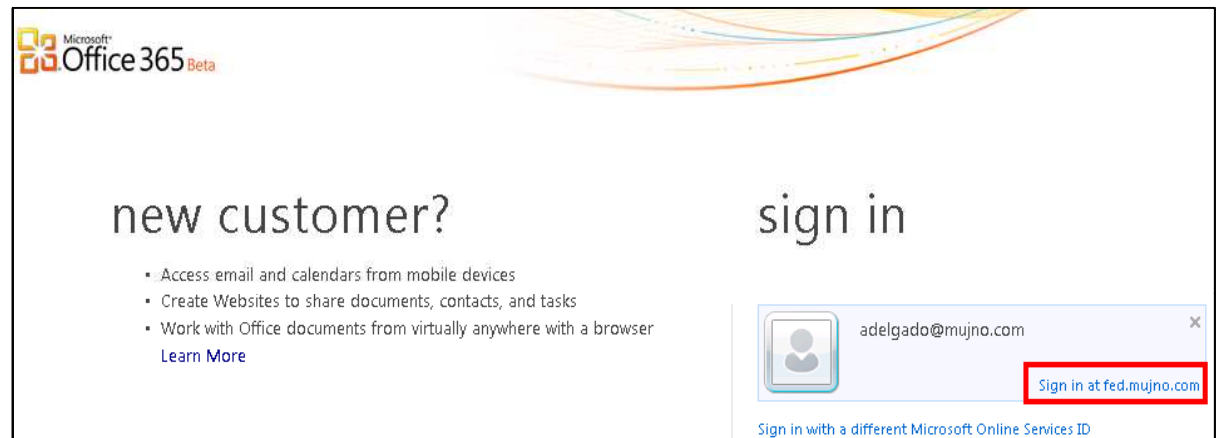 Microsoft®
Office 365 Beta
new customer?
• Access email and calendars from mobile devices
• Create Websites to share documents, contacts, and tasks
• Work with Office documents from virtually anywhere with a browser
Learn More
sign in
adelgado@mujno.com
Sign in at fed.mujno.com
Sign in with a different Microsoft Online Services ID